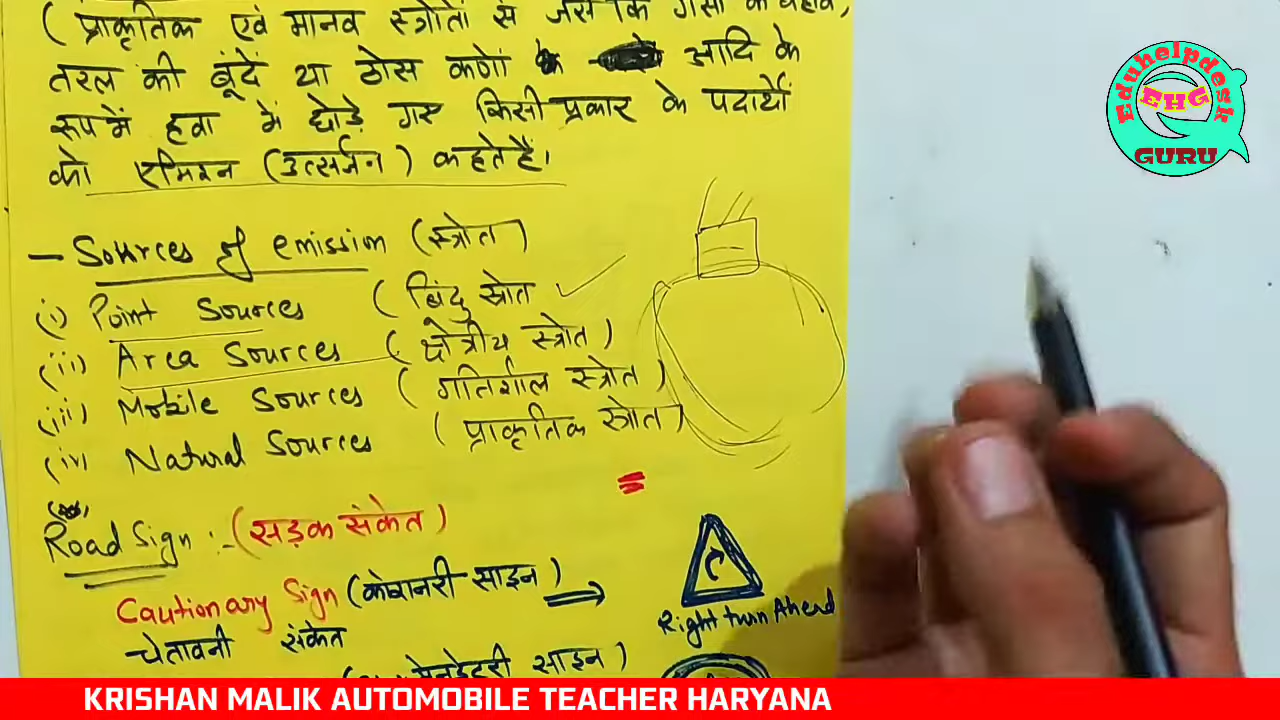 ( प्राकृतिक एवं मानव स्त्रोतों से जैसे कि गैसों के बहाव,
तरल की बूंदें या ठोस कणों के आदि के
रूप में हवा में छोड़े गए किसी प्रकार के पदार्थों
को एमिशन (उत्सर्जन) कहते हैं।
- Sources of emission (स्त्रोत)
(i) Point Sources (बिंदु स्रोत
(ii) Area Sources (क्षेत्रीय स्त्रोत)
(iii) Mobile Sources (गतिशील स्त्रोत)
(iv) Natural Sources (प्राकृतिक स्त्रोत)
Road Sign :- (सड़क संकेत)
Cautionary Sign (कोशनरी साइन)
चेतावनी संकेत
Right turn Ahead
मेनडेटरी साइन)
Eduhelpdesk
EHG
GURU
KRISHAN MALIK AUTOMOBILE TEACHER HARYANA